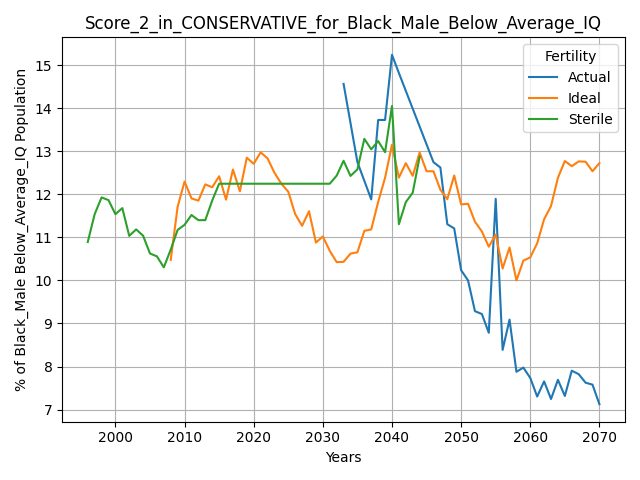 Score_2_in_CONSERVATIVE_for_Black_Male_Below_Average_IQ
% of Black_Male Below_Average_IQ Population
15
14
13
12
11
10
9
8
7
Fertility
Actual
Ideal
Sterile
2000 2010 2020 2030 2040 2050 2060 2070
Years